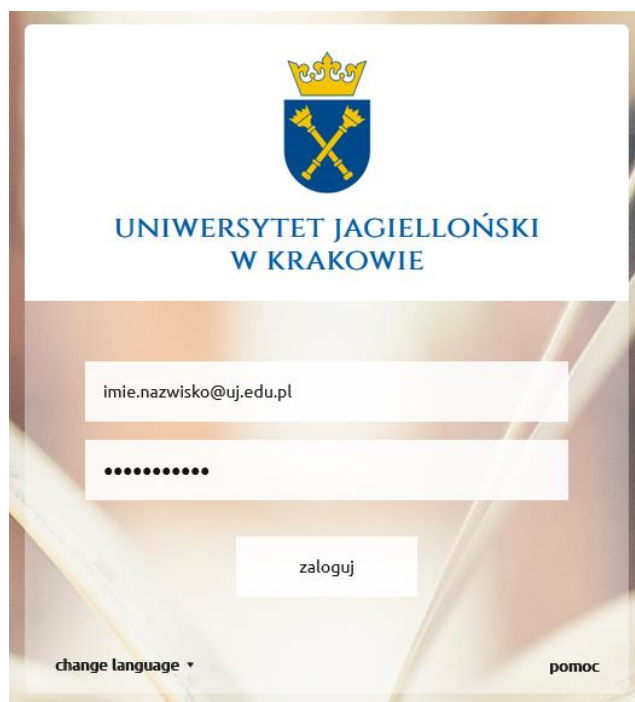 UNIWERSYTET JAGIELLOŃSKI
W KRAKOWIE
imie.nazwisko@uj.edu.pl
•••••••••••
zaloguj
change language ▾
pomoc